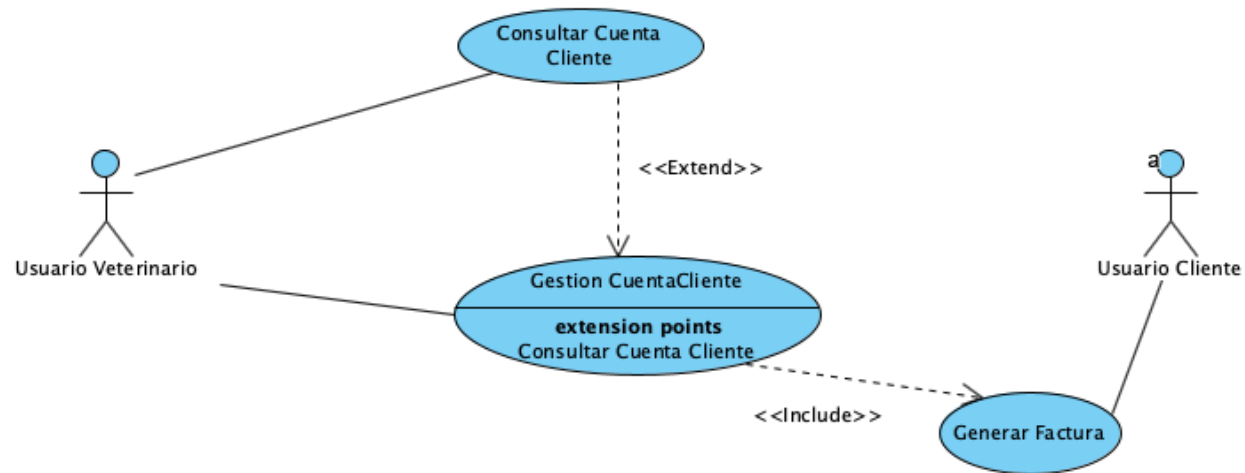 Consultar Cuenta
Cliente
<<Extend>>
a
Usuario Veterinario
Usuario Cliente
Gestion CuentaCliente
extension points
Consultar Cuenta Cliente
<<Include>>
Generar Factura